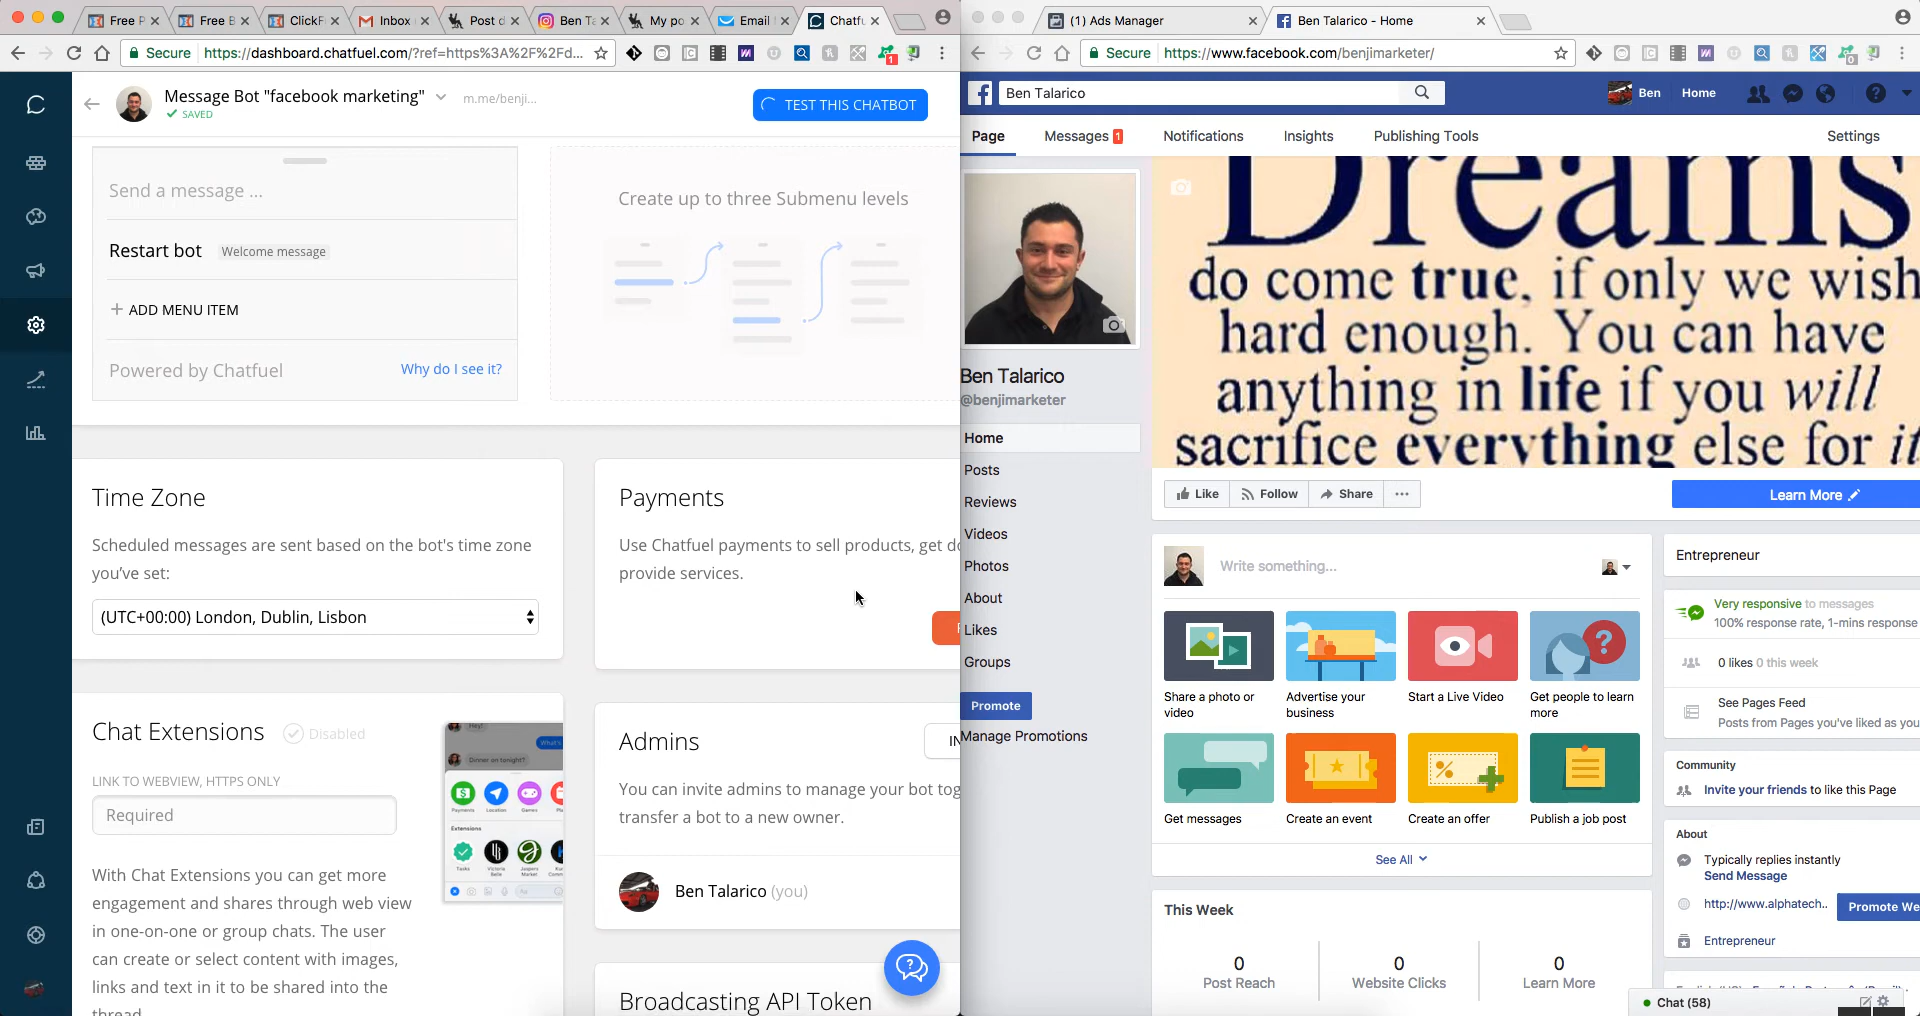 Free P
Free B
ClickF
Inbox
Post d
Ben Ta
My po
Email
Chatfu
Secure
https://dashboard.chatfuel.com/?ref=https%3A%2F%2Fd...
1
Message Bot "facebook marketing"
m.me/benji...
SAVED
TEST THIS CHATBOT
Send a message ...
Restart bot
Welcome message
ADD MENU ITEM
Powered by Chatfuel
Why do I see it?
Create up to three Submenu levels
Time Zone
Scheduled messages are sent based on the bot's time zone
you've set:
(UTC+00:00) London, Dublin, Lisbon
Payments
Use Chatfuel payments to sell products, get do
provide services.
Chat Extensions
Disabled
LINK TO WEBVIEW, HTTPS ONLY
Required
With Chat Extensions you can get more
engagement and shares through web view
in one-on-one or group chats. The user
can create or select content with images,
links and text in it to be shared into the
thread.
Hey!
What's
Dinner on tonight?
Payments
Location
Games
Extensions
Tasks
Admins
IN
You can invite admins to manage your bot tog
transfer a bot to a new owner.
Ben Talarico (you)
Broadcasting API Token
(1) Ads Manager
Ben Talarico - Home
Secure
https://www.facebook.com/benjimarketer/
0
Ben Talarico
Ben
Home
Page
Messages 1
Notifications
Insights
Publishing Tools
Settings
Ben Talarico
@benjimarketer
Home
Posts
Reviews
Videos
Photos
About
Likes
Groups
Promote
Manage Promotions
Dreams
do come true, if only we wish
hard enough. You can have
anything in life if you will
sacrifice everything else for it
Like
Follow
Share
Learn More
Write something...
Share a photo or
video
Advertise your
business
Start a Live Video
Get people to learn
more
Get messages
Create an event
Create an offer
Publish a job post
See All
This Week
0
Post Reach
0
Website Clicks
0
Learn More
Entrepreneur
Very responsive to messages
100% response rate, 1-mins response
0 likes 0 this week
See Pages Feed
Posts from Pages you've liked as you
Community
Invite your friends to like this Page
About
Typically replies instantly
Send Message
http://www.alphatech..
Promote We
Entrepreneur
Chat (58)